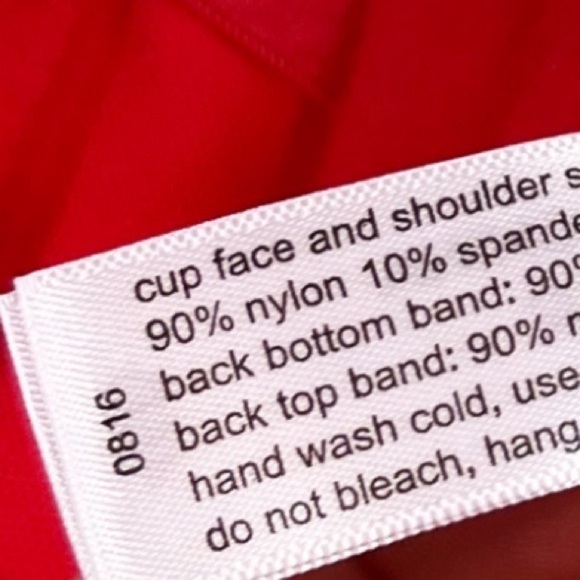 cup face and shoulder s
90% nylon 10% spande
back bottom band: 90
back top band: 90% n
hand wash cold, use
do not bleach, hang
0816